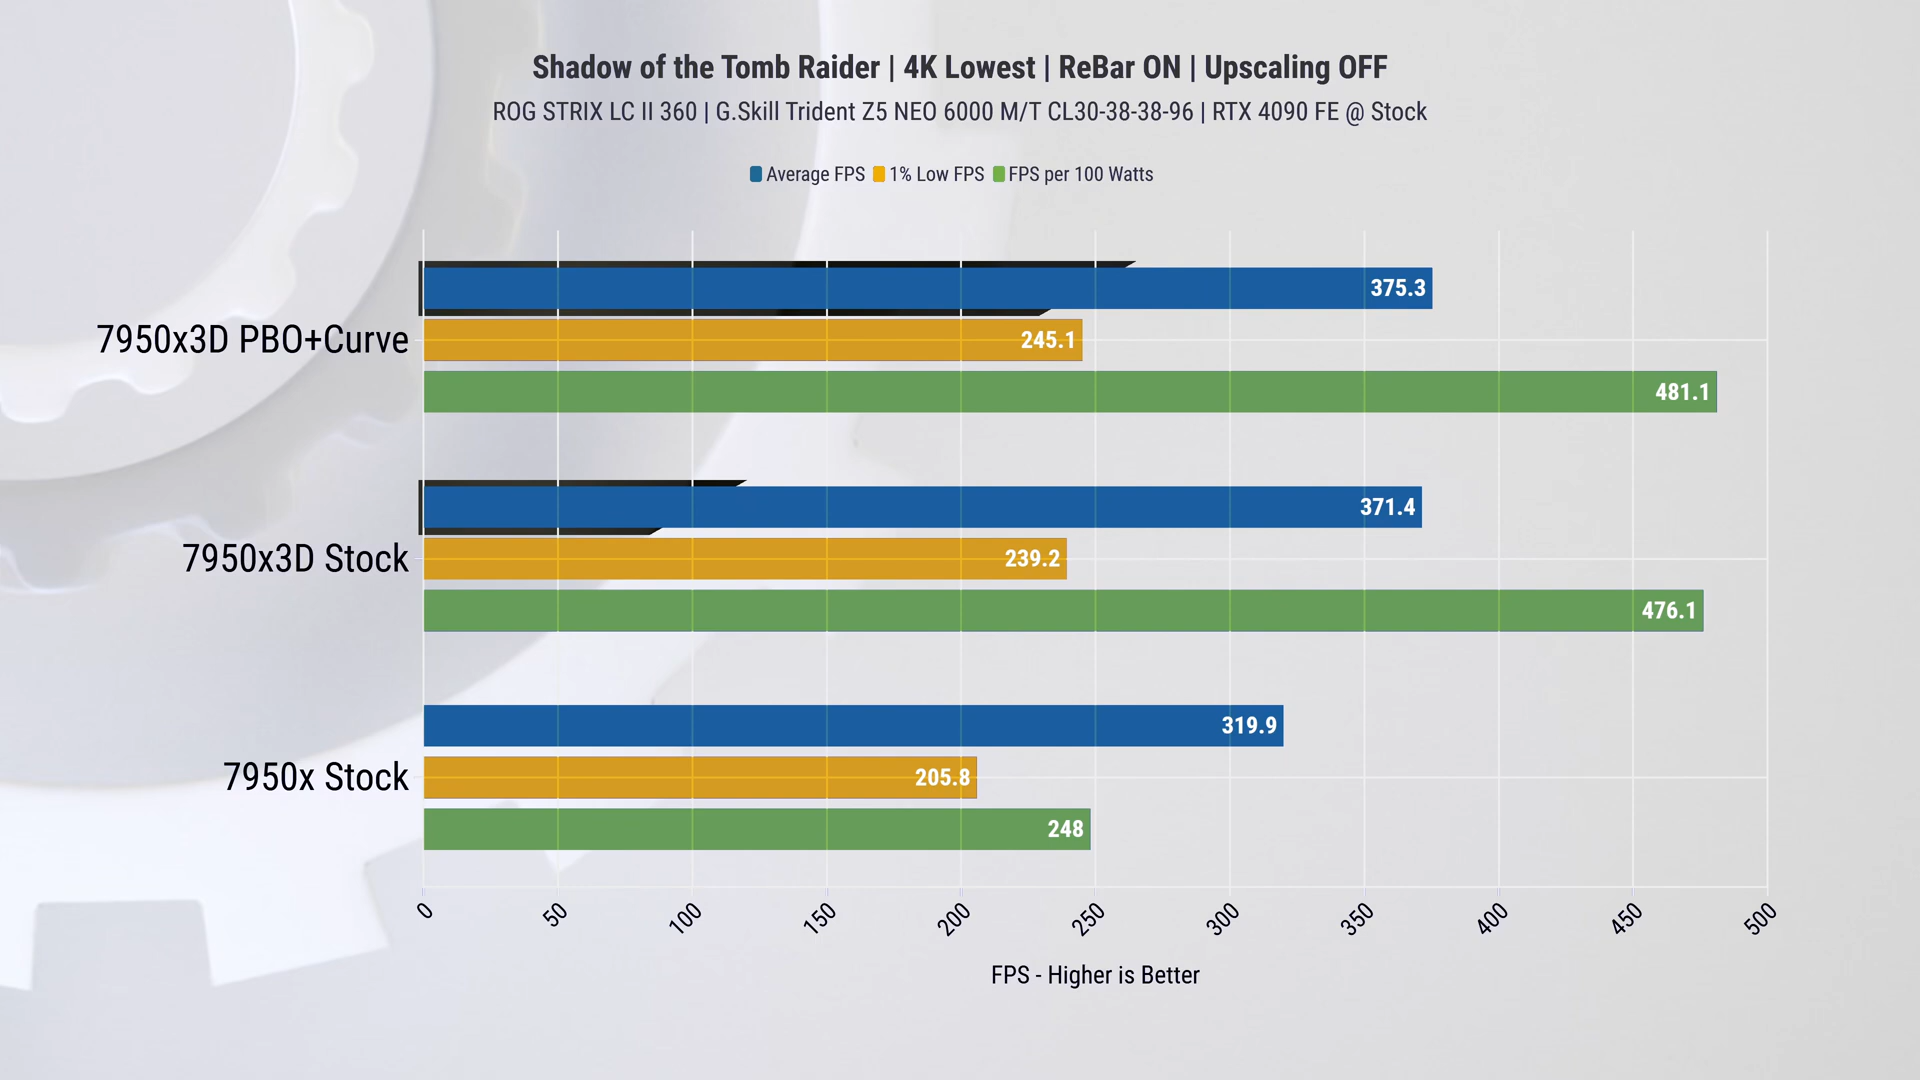 Shadow of the Tomb Raider | 4K Lowest | ReBar ON | Upscaling OFF
ROG STRIX LC II 360 | G.Skill Trident Z5 NEO 6000 M/T CL30-38-38-96 | RTX 4090 FE @ Stock
Average FPS 1% Low FPS FPS per 100 Watts
375.3
7950x3D PBO+Curve 245.1
481.1
371.4
7950x3D Stock 239.2
476.1
319.9
7950x Stock 205.8
248
0 50 100 150 200 250 300 350 400 450 500
FPS - Higher is Better